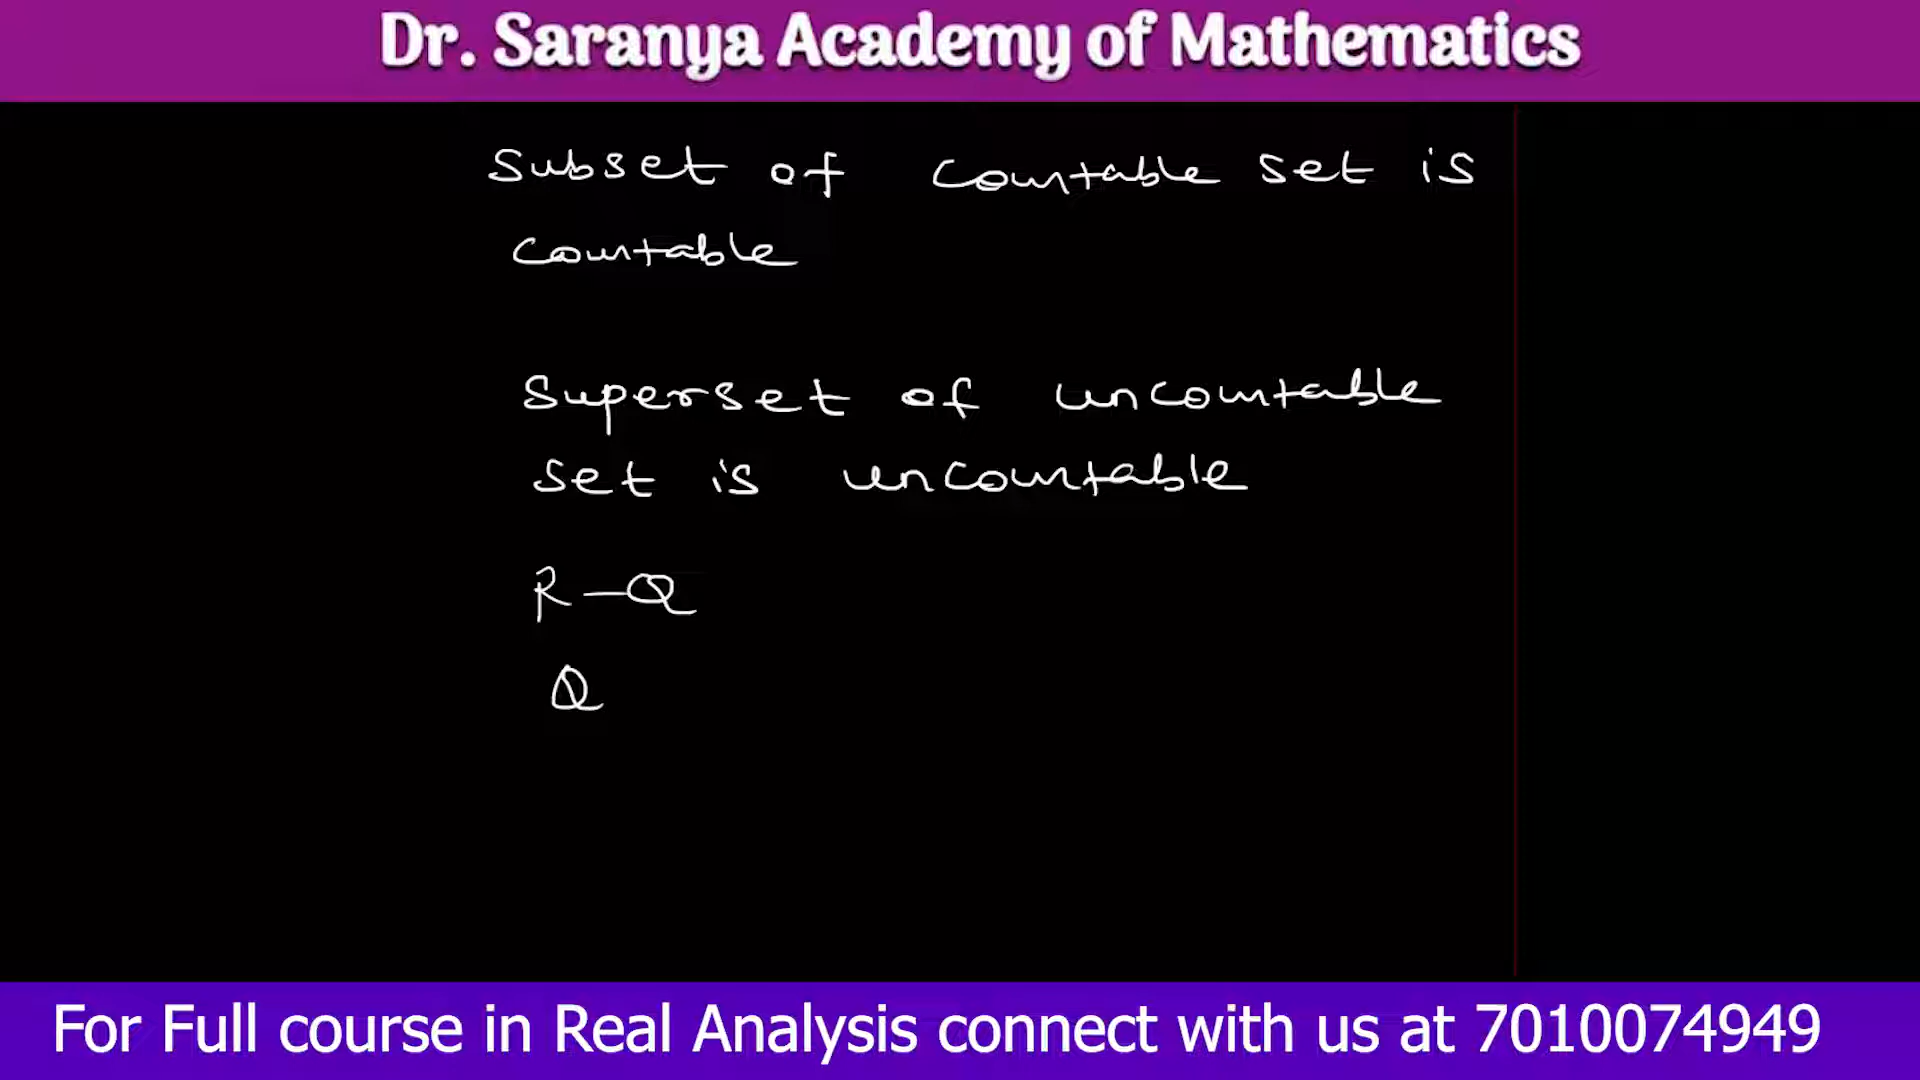 Dr. Saranya Academy of Mathematics
Subset of countable set is
countable
Superset of uncountable
set is uncountable
R-Q
Q
For Full course in Real Analysis connect with us at 7010074949